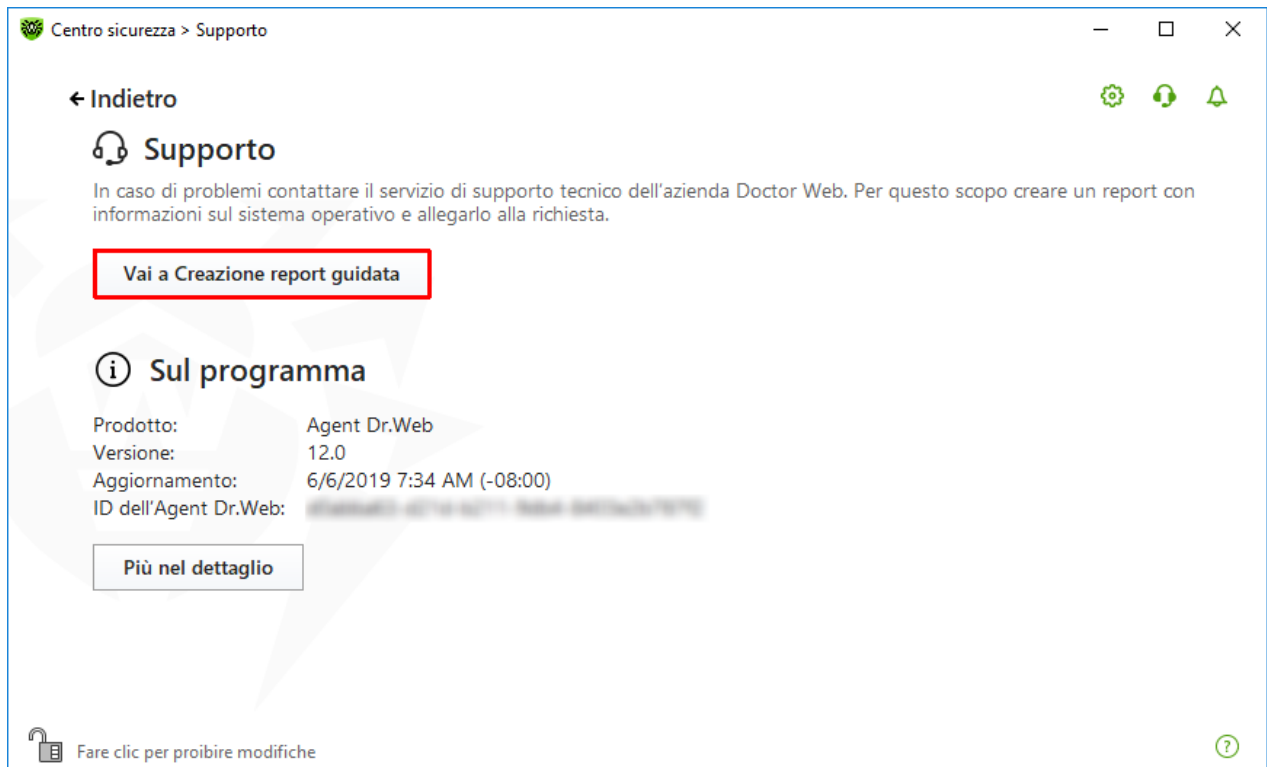 Centro sicurezza > Supporto
Indietro
Supporto
In caso di problemi contattare il servizio di supporto tecnico dell'azienda Doctor Web. Per questo scopo creare un report con
informazioni sul sistema operativo e allegarlo alla richiesta.
Vai a Creazione report guidata
Sul programma
Prodotto: Agent Dr.Web
Versione: 12.0
Aggiornamento: 6/6/2019 7:34 AM (-08:00)
ID dell'Agent Dr.Web:
Più nel dettaglio
Fare clic per proibire modifiche